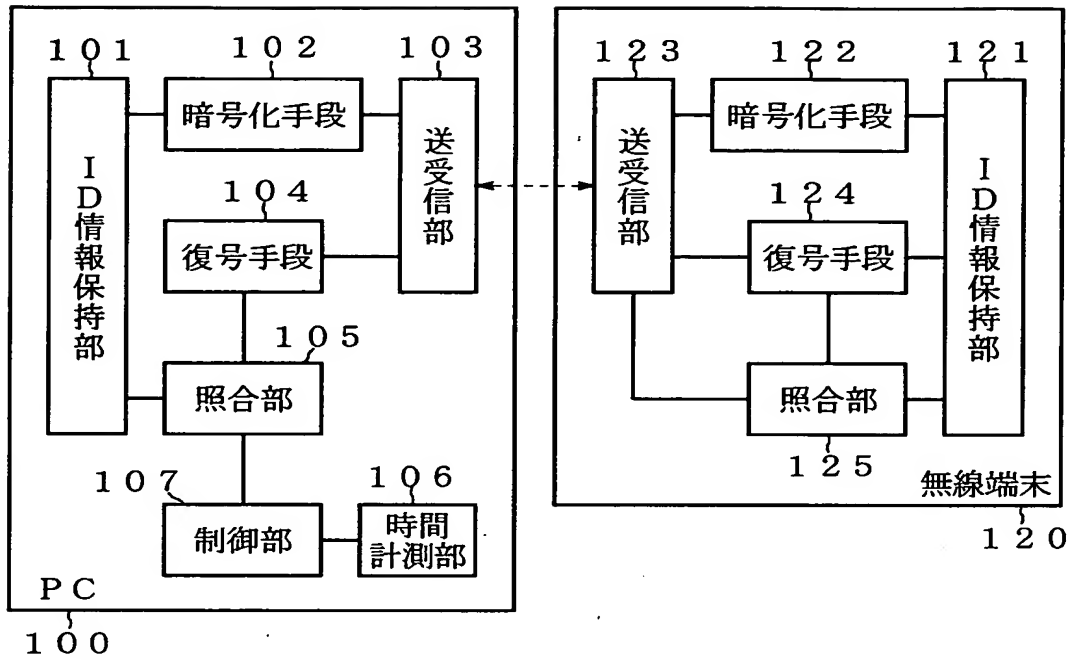 101
102
103
暗号化手段
ID情報保持部
送受信部
104
復号手段
105
照合部
107
106
制御部
時間
計測部
PC
100
123
122
121
送受信部
暗号化手段
ID情報保持部
124
復号手段
照合部
125
無線端末
120